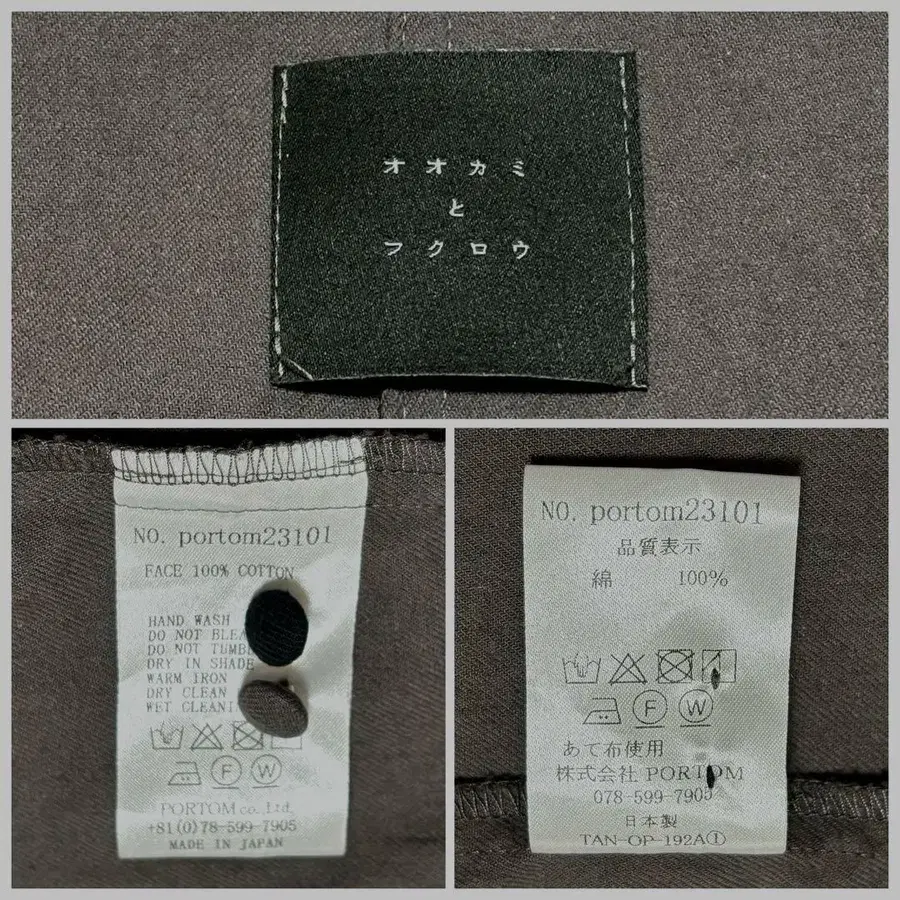 オオカミ
と
フクロウ
NO. portom23101
FACE 100% COTTON
HAND WASH
DO NOT
DO NOT
DRY IN SHADE
WARM IRON
DRY CLEAN
WET
F W
PORTOM co. Ltd.
+81(0)78-599-7905
MADE IN JAPAN
NO. portom23101
品質表示
綿 100%
F W
あて布使用
株式会社 PORTOM
078-599-7905
日本製
TAN-OP-192A①